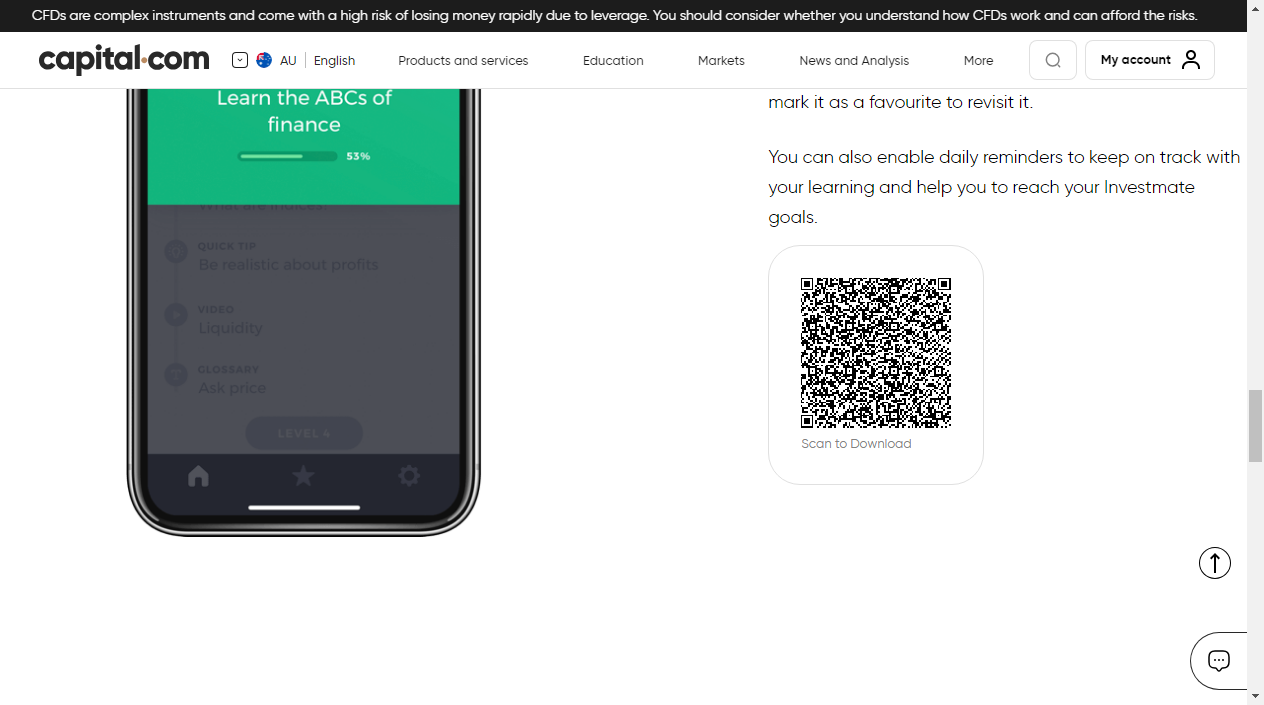 CFDs are complex instruments and come with a high risk of losing money rapidly due to leverage. You should consider whether you understand how CFDs work and can afford the risks.
capital.com
AU
English
Products and services
Education
Markets
News and Analysis
More
My account
Learn the ABCs of
finance
53%
What are indices?
QUICK TIP
Be realistic about profits
VIDEO
Liquidity
GLOSSARY
Ask price
LEVEL 4
mark it as a favourite to revisit it.
You can also enable daily reminders to keep on track with
your learning and help you to reach your Investmate
goals.
Scan to Download